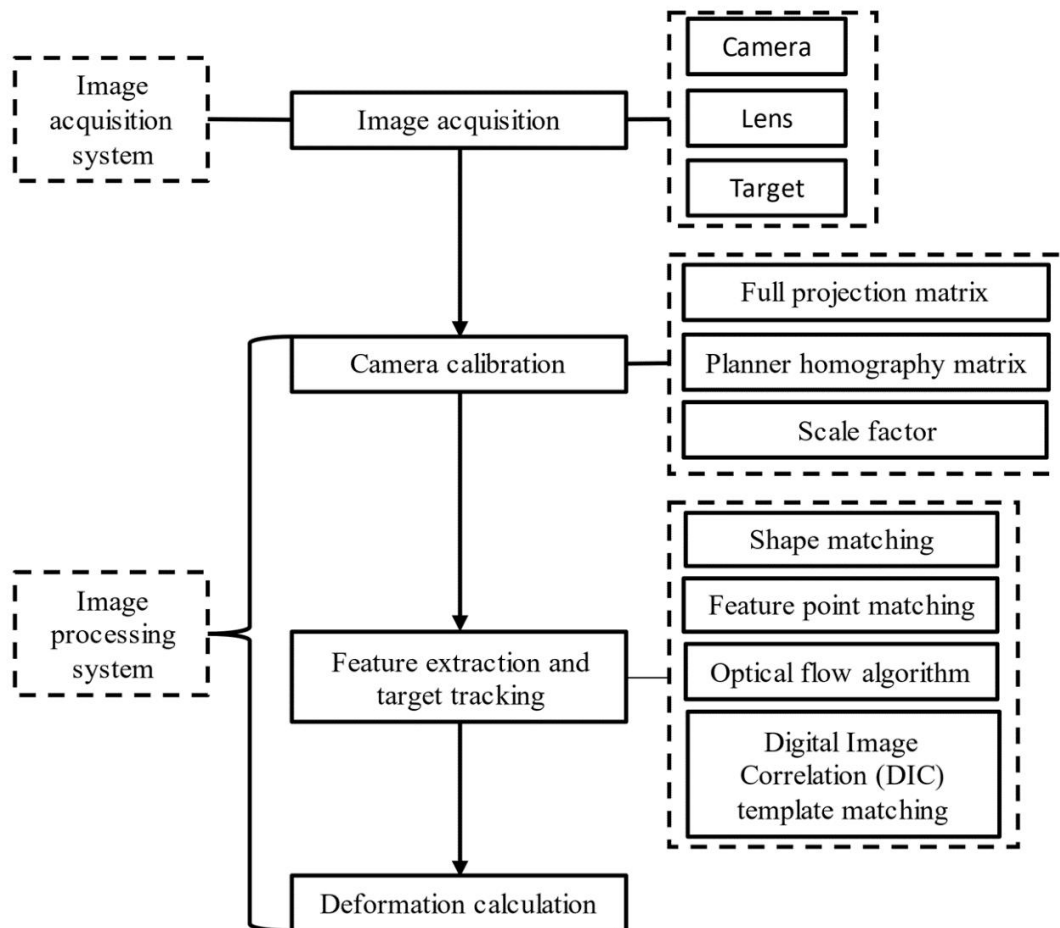 Image
acquisition
system
Image acquisition
Camera
Lens
Target
Camera calibration
Full projection matrix
Planner homography matrix
Scale factor
Image
processing
system
Feature extraction and
target tracking
Shape matching
Feature point matching
Optical flow algorithm
Digital Image
Correlation (DIC)
template matching
Deformation calculation